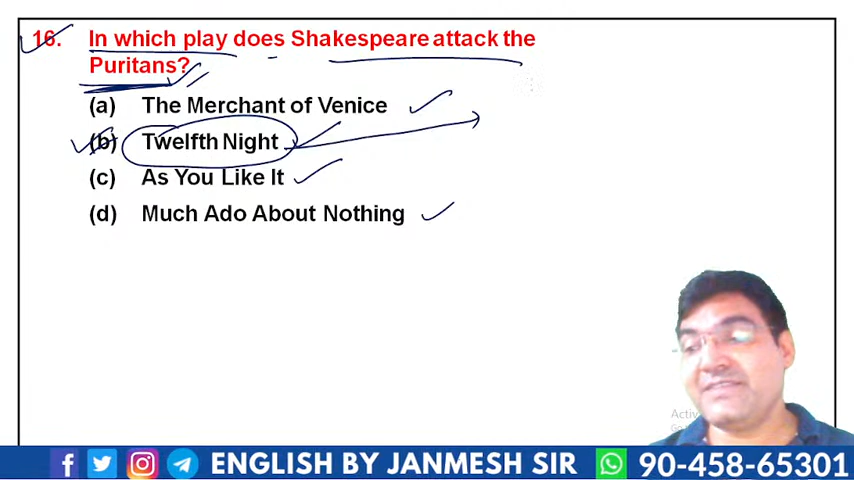 16. In which play does Shakespeare attack the
Puritans?
(a) The Merchant of Venice
(b) Twelfth Night
(c) As You Like It
(d) Much Ado About Nothing
Activ
ENGLISH BY JANMESH SIR 90-458-65301